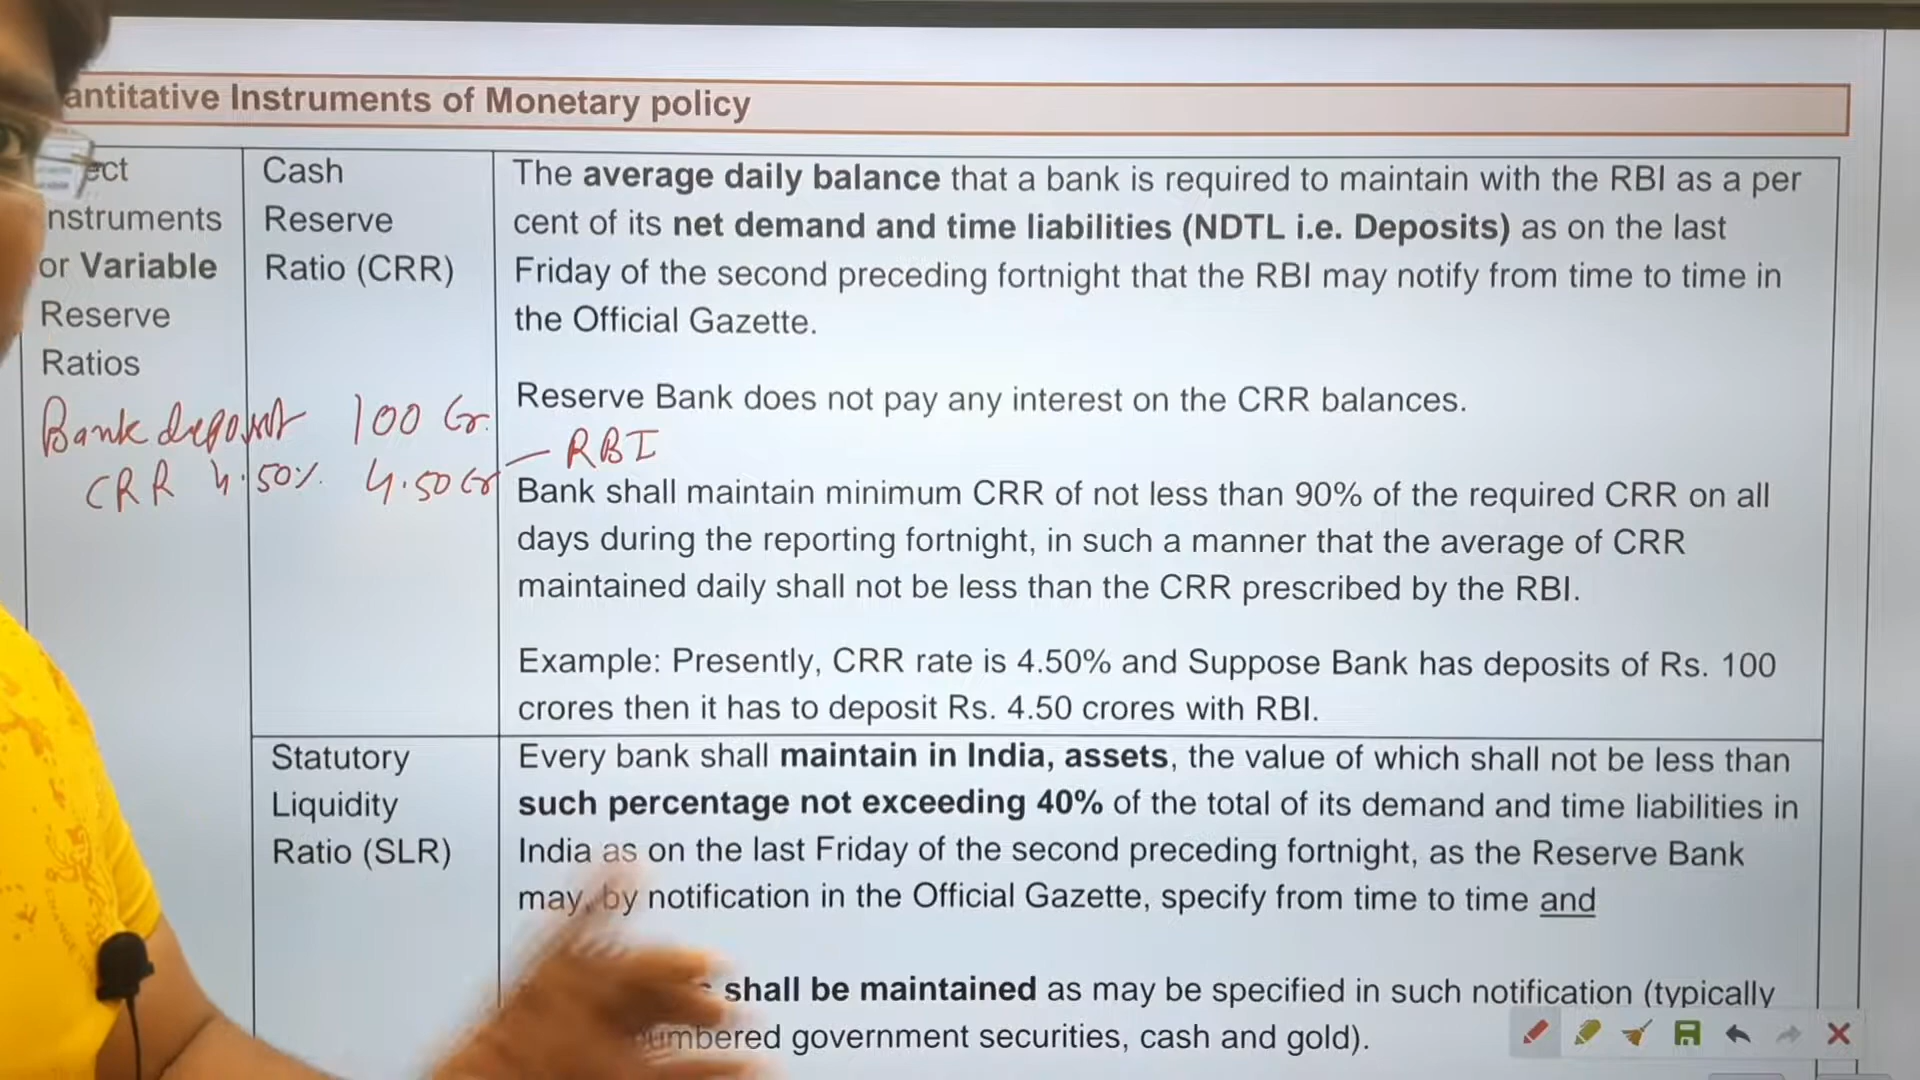 antitative Instruments of Monetary policy
ect
nstruments
or Variable
Reserve
Ratios
Cash
Reserve
Ratio (CRR)
The average daily balance that a bank is required to maintain with the RBI as a per
cent of its net demand and time liabilities (NDTL i.e. Deposits) as on the last
Friday of the second preceding fortnight that the RBI may notify from time to time in
the Official Gazette.
Reserve Bank does not pay any interest on the CRR balances.
Bank deposit 100 Cr.
CRR 4.50% 4.50 Cr — RBI
Bank shall maintain minimum CRR of not less than 90% of the required CRR on all
days during the reporting fortnight, in such a manner that the average of CRR
maintained daily shall not be less than the CRR prescribed by the RBI.
Example: Presently, CRR rate is 4.50% and Suppose Bank has deposits of Rs. 100
crores then it has to deposit Rs. 4.50 crores with RBI.
Statutory
Liquidity
Ratio (SLR)
Every bank shall maintain in India, assets, the value of which shall not be less than
such percentage not exceeding 40% of the total of its demand and time liabilities in
India as on the last Friday of the second preceding fortnight, as the Reserve Bank
may, by notification in the Official Gazette, specify from time to time and
shall be maintained as may be specified in such notification (typically
umbered government securities, cash and gold).